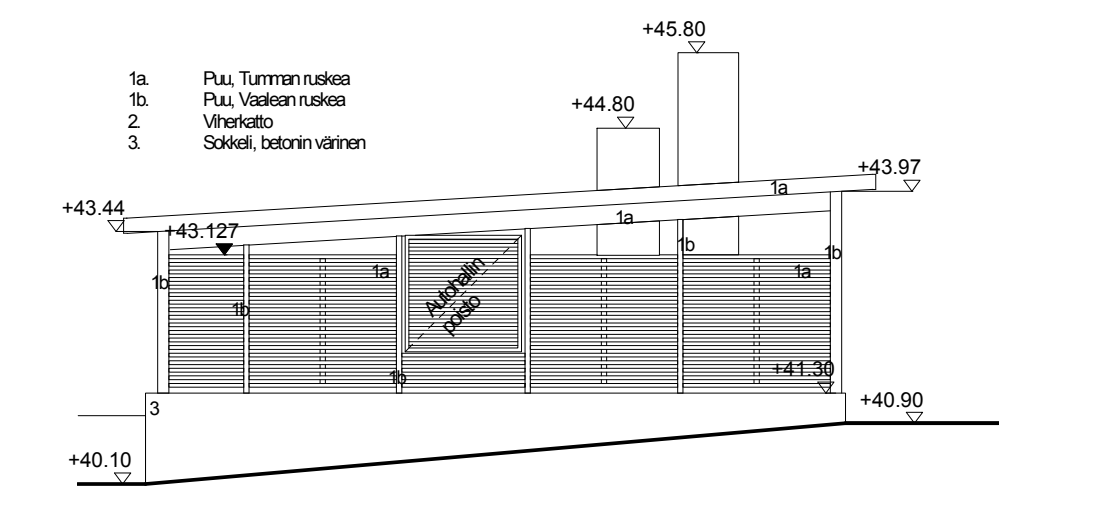 +45.80
1a. Puu, Tumman ruskea
1b. Puu, Vaalean ruskea
+44.80
2. Viherkatto
3. Sokkeli, betonin värinen
+43.97
1a
+43.44
1a
+43.127
1b
1b
1a
1a
1b
Autohallin
poisto
1b
+41.30
1b
+40.90
3
+40.10